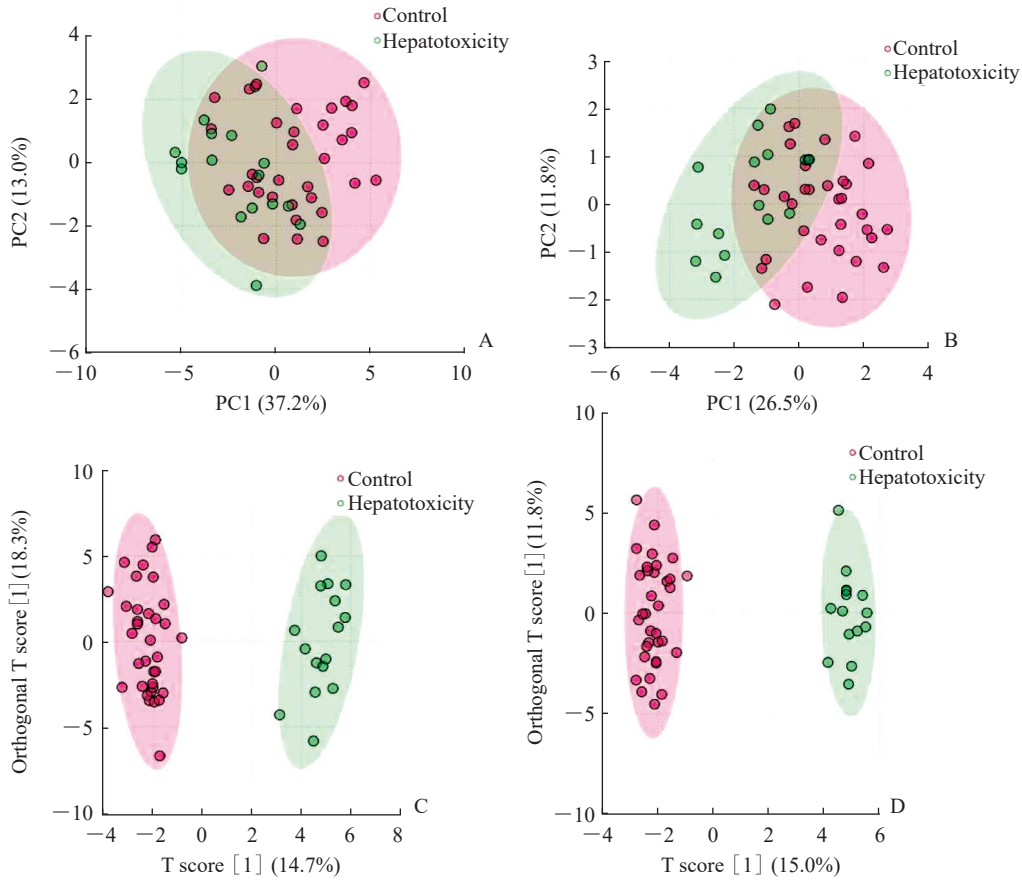 Control
Hepatotoxicity
4
2
0
−2
−4
−6
PC2 (13.0%)
−10
−5
0
5
10
A
PC1 (37.2%)
Control
Hepatotoxicity
3
2
1
0
−1
−2
−3
PC2 (11.8%)
−6
−4
−2
0
2
4
B
PC1 (26.5%)
Control
Hepatotoxicity
10
5
0
−5
−10
Orthogonal T score [1] (18.3%)
−4
−2
0
2
4
6
8
C
T score [1] (14.7%)
Control
Hepatotoxicity
10
5
0
−5
−10
Orthogonal T score [1] (11.8%)
−4
−2
0
2
4
6
D
T score [1] (15.0%)